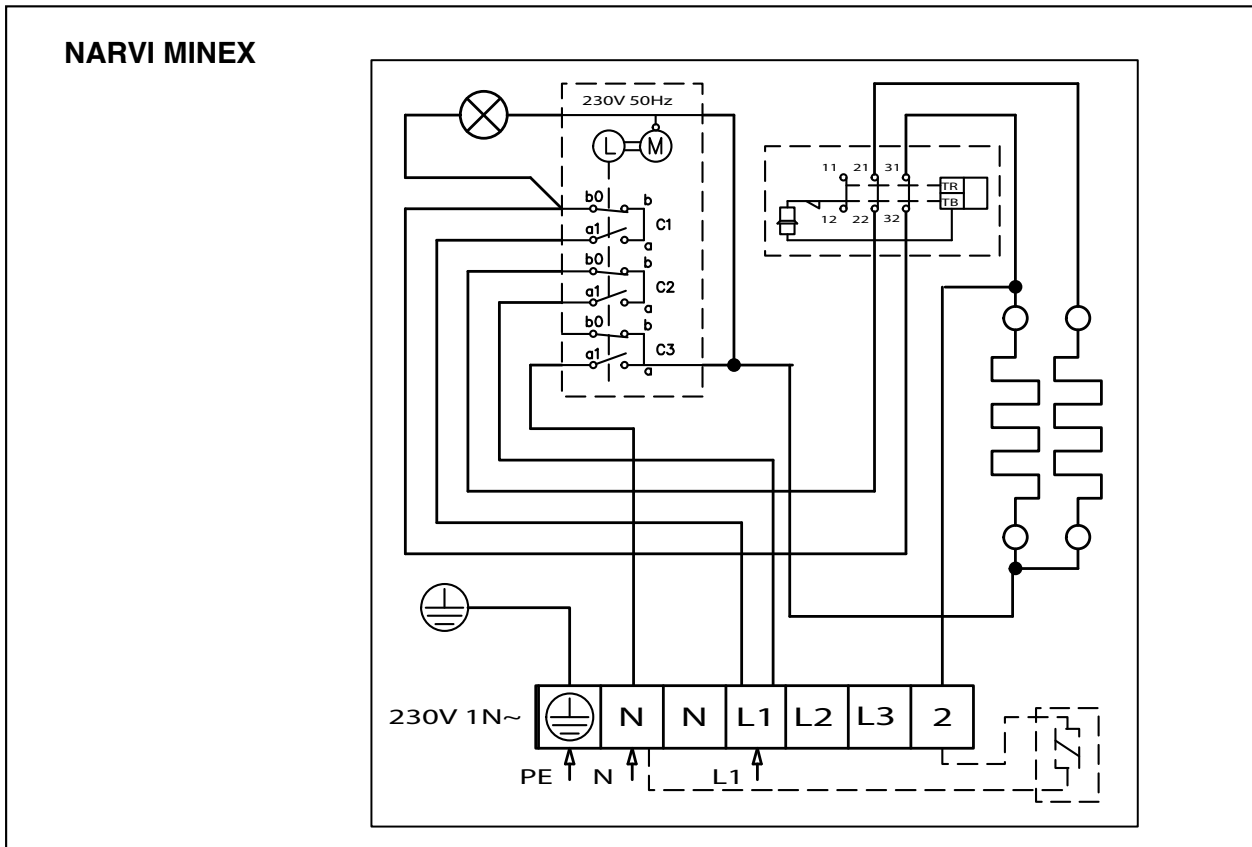 NARVI MINEX
230V 50Hz
L M
11 21 31
TR
TB
12 22 32
b0 b
C1
a1 a
b0 b
C2
a1 a
b0 b
C3
a1 a
230V 1N~ N N L1 L2 L3 2
PE N L1